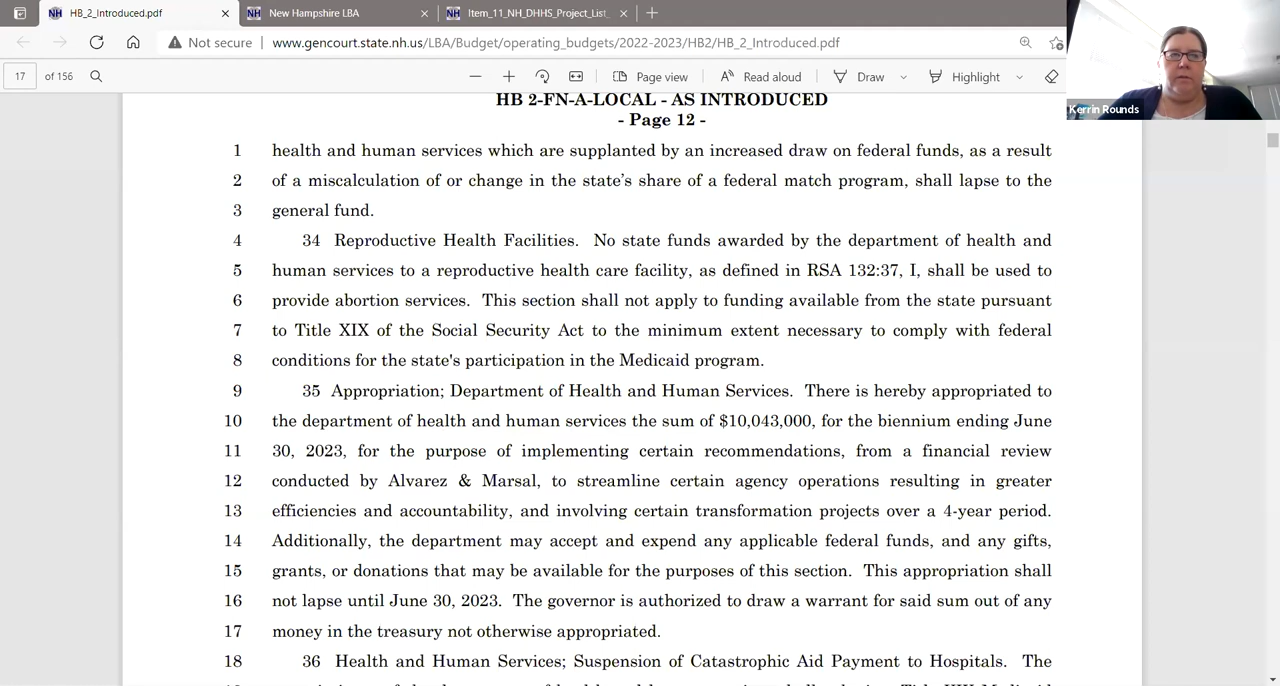 HB_2_Introduced.pdf
New Hampshire LBA
Item_11_NH_DHHS_Project_List_
Not secure www.gencourt.state.nh.us/LBA/Budget/operating_budgets/2022-2023/HB2/HB_2_Introduced.pdf
17 of 156 Page view Read aloud Draw Highlight
Kerrin Rounds
HB 2-FN-A-LOCAL - AS INTRODUCED
- Page 12 -
1 health and human services which are supplanted by an increased draw on federal funds, as a result
2 of a miscalculation of or change in the state's share of a federal match program, shall lapse to the
3 general fund.
4 34 Reproductive Health Facilities. No state funds awarded by the department of health and
5 human services to a reproductive health care facility, as defined in RSA 132:37, I, shall be used to
6 provide abortion services. This section shall not apply to funding available from the state pursuant
7 to Title XIX of the Social Security Act to the minimum extent necessary to comply with federal
8 conditions for the state's participation in the Medicaid program.
9 35 Appropriation; Department of Health and Human Services. There is hereby appropriated to
10 the department of health and human services the sum of $10,043,000, for the biennium ending June
11 30, 2023, for the purpose of implementing certain recommendations, from a financial review
12 conducted by Alvarez & Marsal, to streamline certain agency operations resulting in greater
13 efficiencies and accountability, and involving certain transformation projects over a 4-year period.
14 Additionally, the department may accept and expend any applicable federal funds, and any gifts,
15 grants, or donations that may be available for the purposes of this section. This appropriation shall
16 not lapse until June 30, 2023. The governor is authorized to draw a warrant for said sum out of any
17 money in the treasury not otherwise appropriated.
18 36 Health and Human Services; Suspension of Catastrophic Aid Payment to Hospitals. The